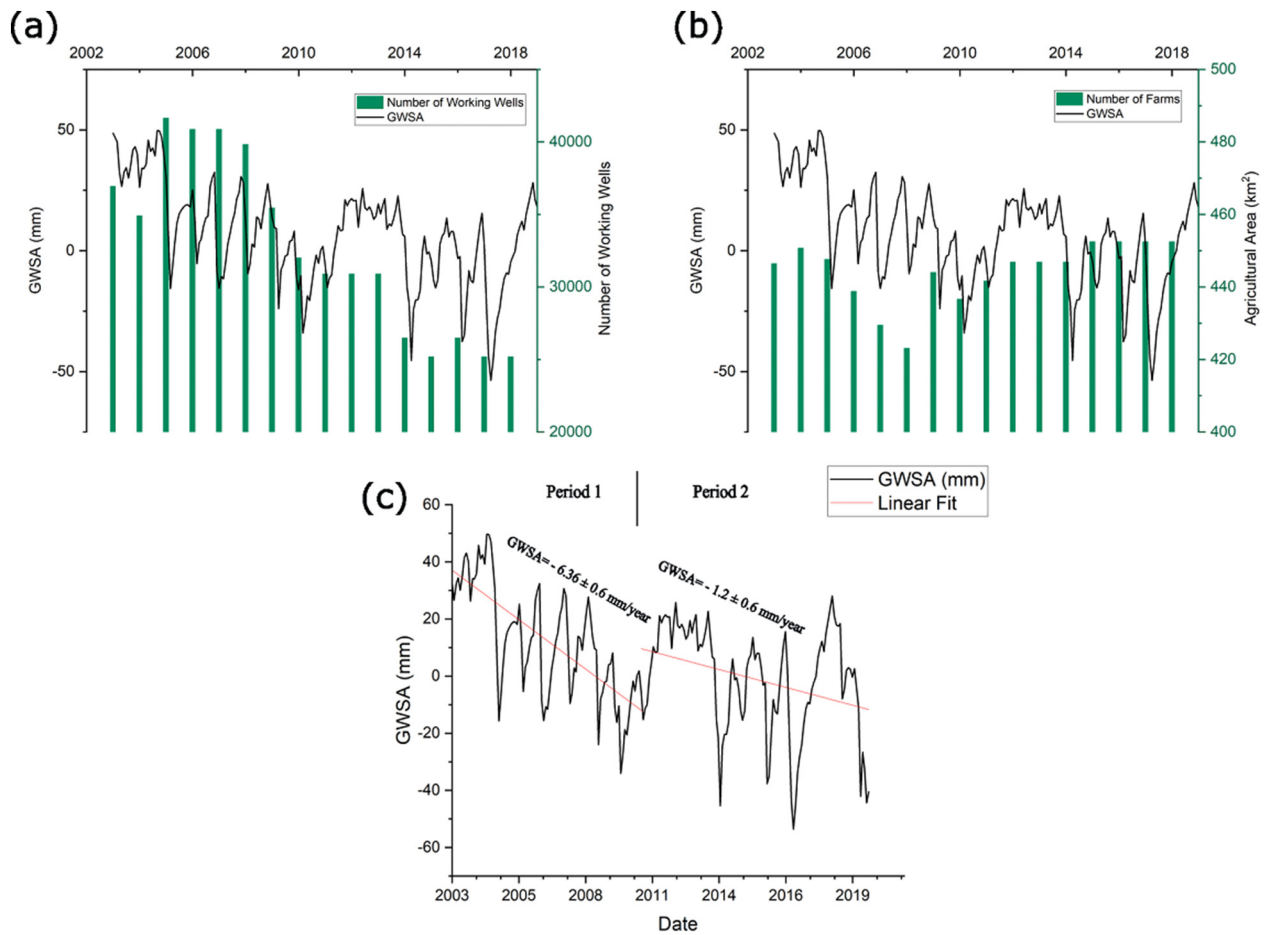 (a)
2002 2006 2010 2014 2018
Number of Working Wells
GWSA
50
0
-50
GWSA (mm)
40000
30000
20000
Number of Working Wells
(b)
2002 2006 2010 2014 2018
Number of Farms
GWSA
50
0
-50
GWSA (mm)
500
480
460
440
420
400
Agricultural Area (km²)
(c)
Period 1 Period 2
GWSA (mm)
Linear Fit
GWSA= - 6.36 ± 0.6 mm/year
GWSA= - 1.2 ± 0.6 mm/year
60
40
20
0
-20
-40
-60
GWSA (mm)
2003 2005 2008 2011 2014 2016 2019
Date